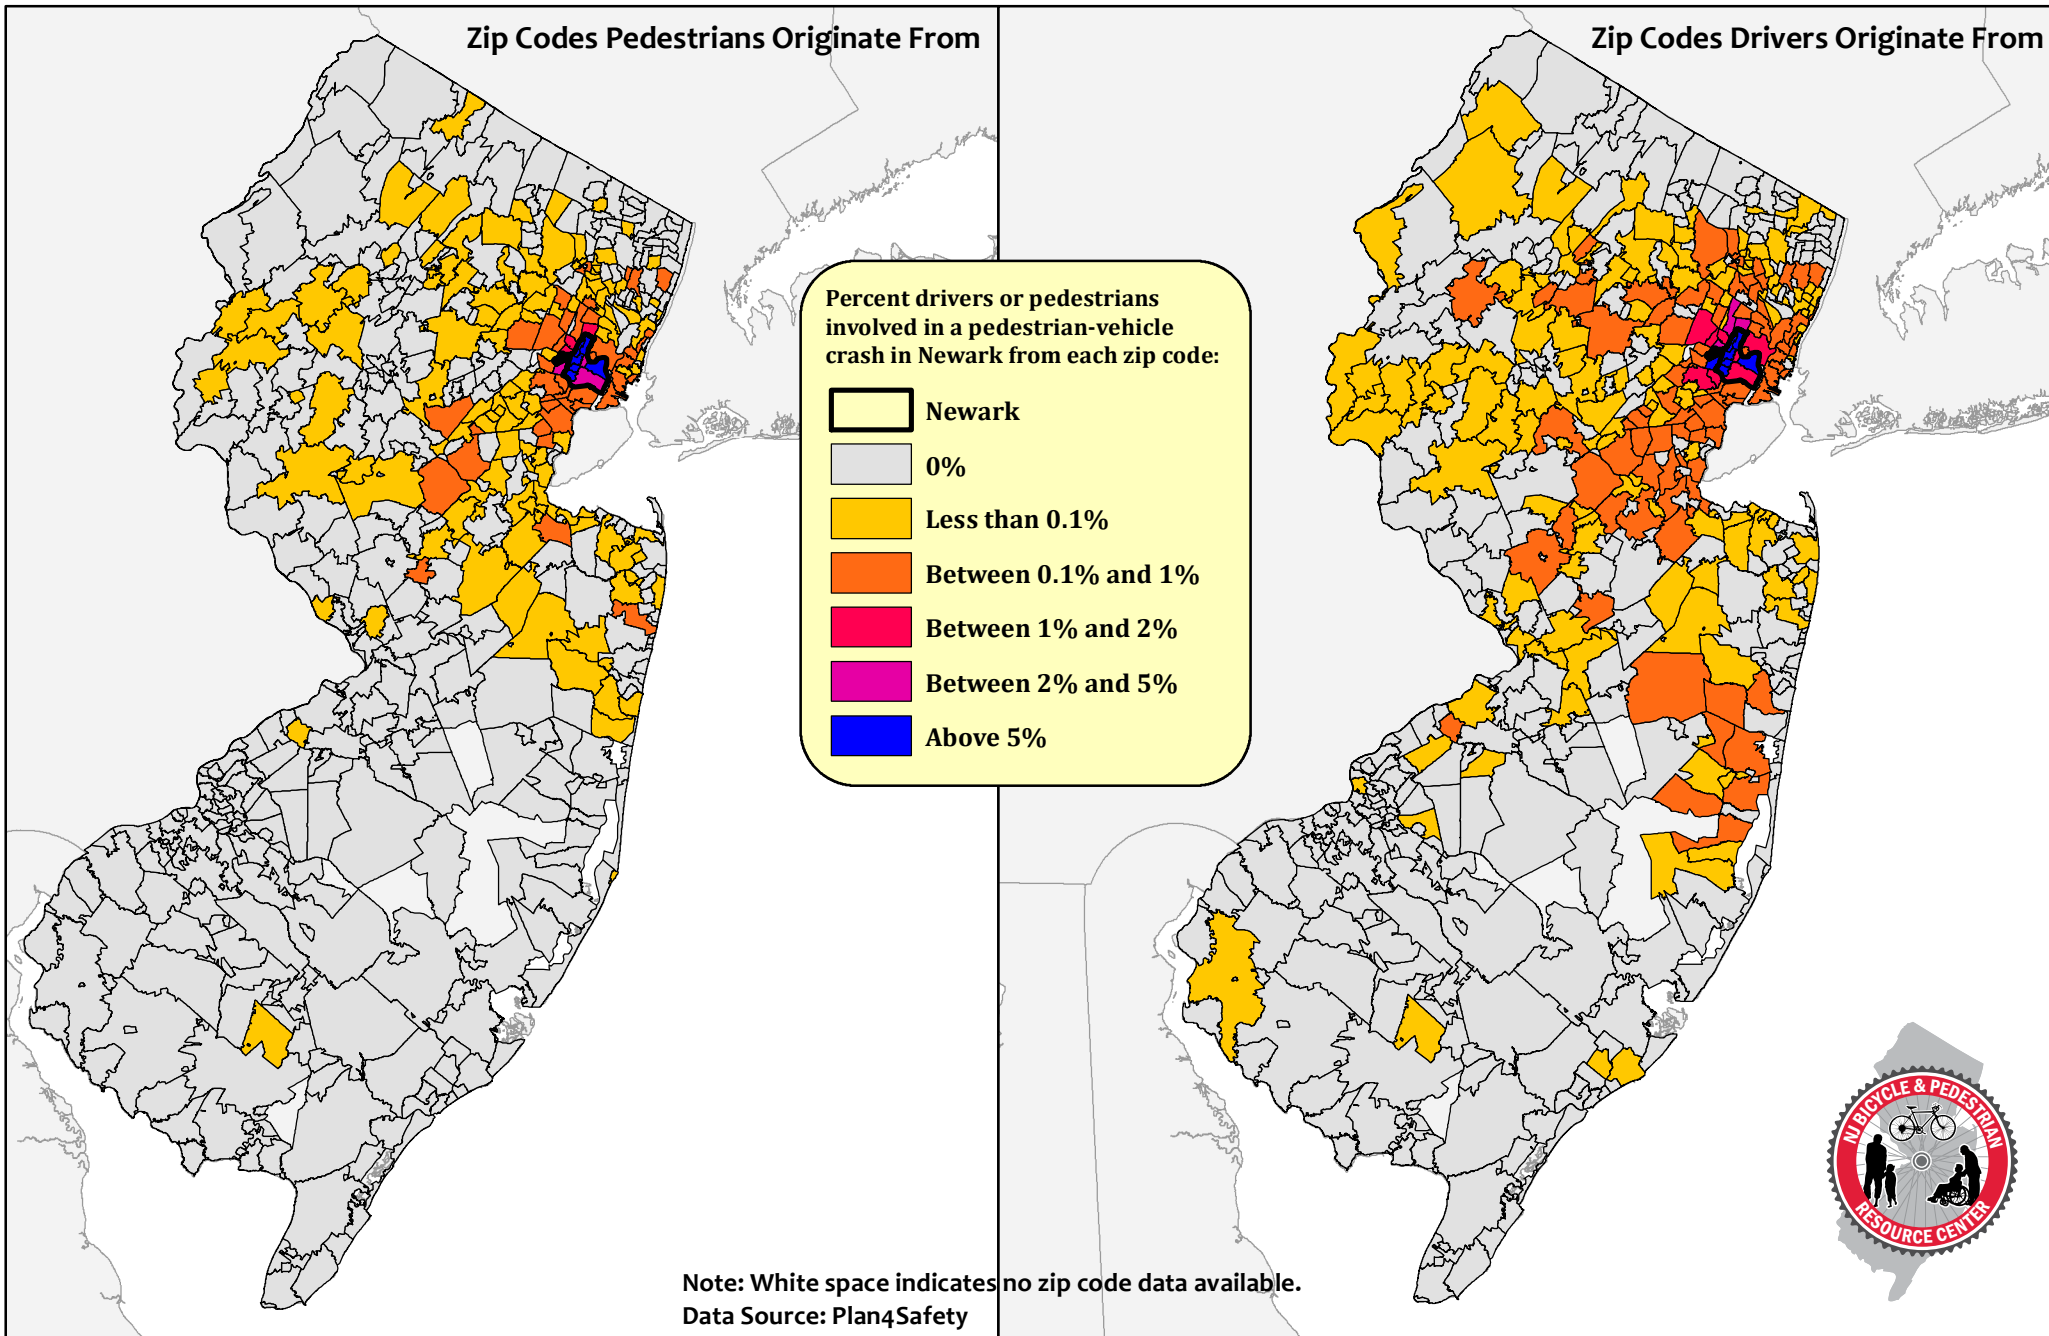 Zip Codes Pedestrians Originate From
Zip Codes Drivers Originate From
Percent drivers or pedestrians
involved in a pedestrian-vehicle
crash in Newark from each zip code:
Newark
0%
Less than 0.1%
Between 0.1% and 1%
Between 1% and 2%
Between 2% and 5%
Above 5%
NJ BICYCLE & PEDESTRIAN
RESOURCE CENTER
Note: White space indicates no zip code data available.
Data Source: Plan4Safety